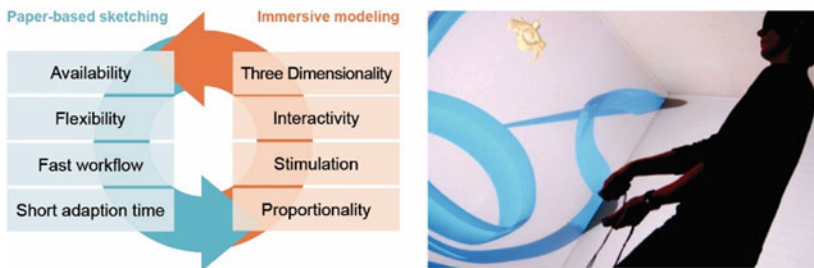 Paper-based sketching
Immersive modeling
Availability
Three Dimensionality
Flexibility
Interactivity
Fast workflow
Stimulation
Short adaption time
Proportionality